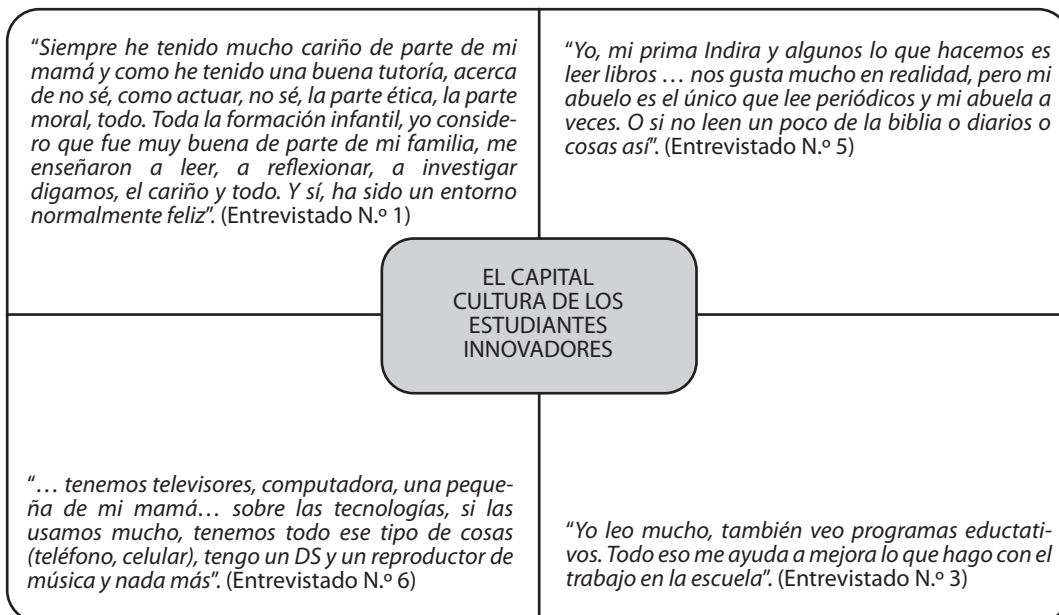 “Siempre he tenido mucho cariño de parte de mi
mamá y como he tenido una buena tutoría, acerca
de no sé, como actuar, no sé, la parte ética, la parte
moral, todo. Toda la formación infantil, yo conside-
ro que fue muy buena de parte de mi familia, me
enseñaron a leer, a reflexionar, a investigar
digamos, el cariño y todo. Y sí, ha sido un entorno
normalmente feliz”. (Entrevistado N.º 1)
“Yo, mi prima Indira y algunos lo que hacemos es
leer libros … nos gusta mucho en realidad, pero mi
abuelo es el único que lee periódicos y mi abuela a
veces. O si no leen un poco de la biblia o diarios o
cosas así”. (Entrevistado N.º 5)
EL CAPITAL
CULTURA DE LOS
ESTUDIANTES
INNOVADORES
“… tenemos televisores, computadora, una peque-
ña de mi mamá… sobre las tecnologías, si las
usamos mucho, tenemos todo ese tipo de cosas
(teléfono, celular), tengo un DS y un reproductor de
música y nada más”. (Entrevistado N.º 6)
“Yo leo mucho, también veo programas eductati-
vos. Todo eso me ayuda a mejora lo que hago con el
trabajo en la escuela”. (Entrevistado N.º 3)